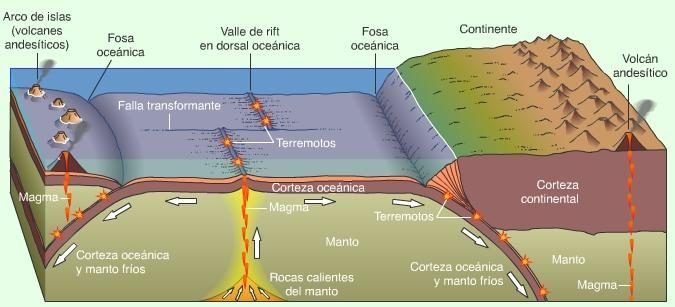 Arco de islas
(volcanes
andesíticos)
Fosa
oceánica
Valle de rift
en dorsal oceánica
Fosa
oceánica
Continente
Volcán
andesítico
Falla transformante
Terremotos
Magma
Corteza oceánica
Magma
Terremotos
Corteza
continental
Corteza oceánica
y manto fríos
Manto
Rocas calientes
del manto
Corteza oceánica
y manto fríos
Manto
Magma